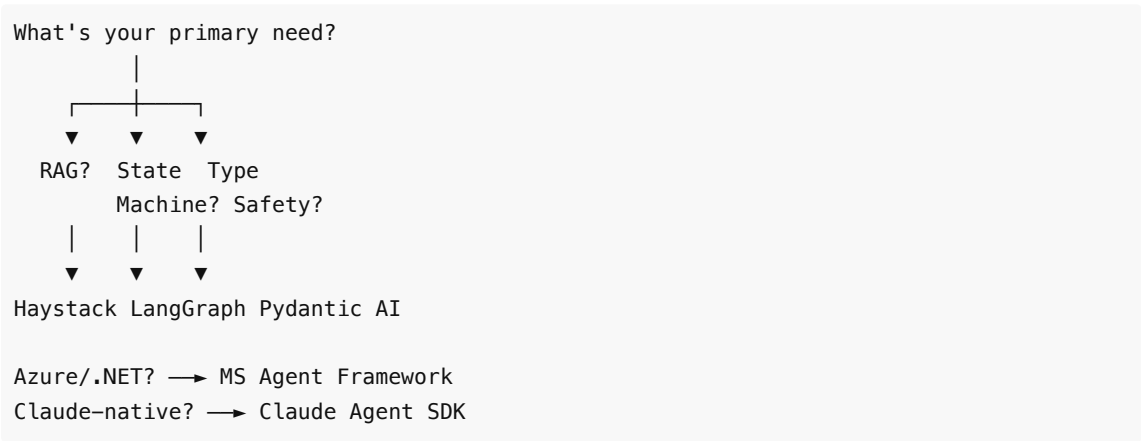 What's your primary need?
RAG? State Type
Machine? Safety?
Haystack LangGraph Pydantic AI
Azure/.NET? ──► MS Agent Framework
Claude-native? ──► Claude Agent SDK